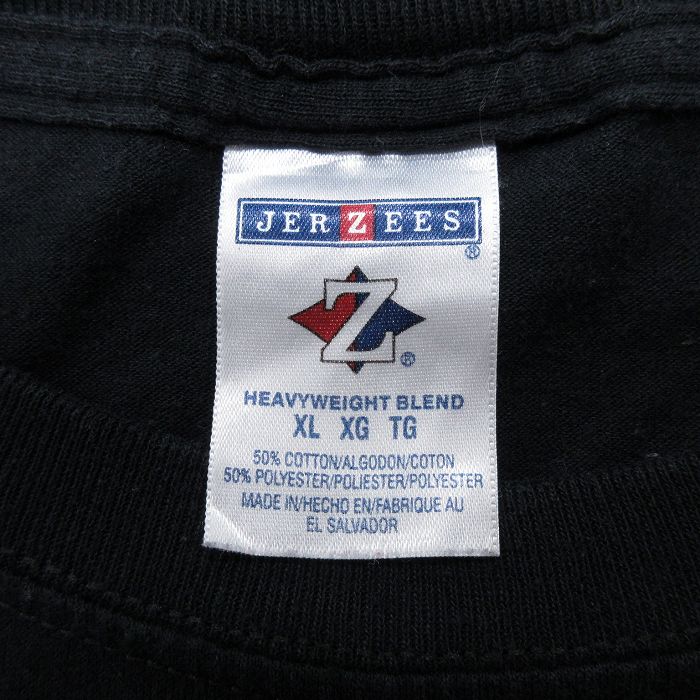 JERZEES
®
Z
®
HEAVYWEIGHT BLEND
XL XG TG
50% COTTON/ALGODON/COTON
50% POLYESTER/POLIESTER/POLYESTER
MADE IN/HECHO EN/FABRIQUE AU
EL SALVADOR